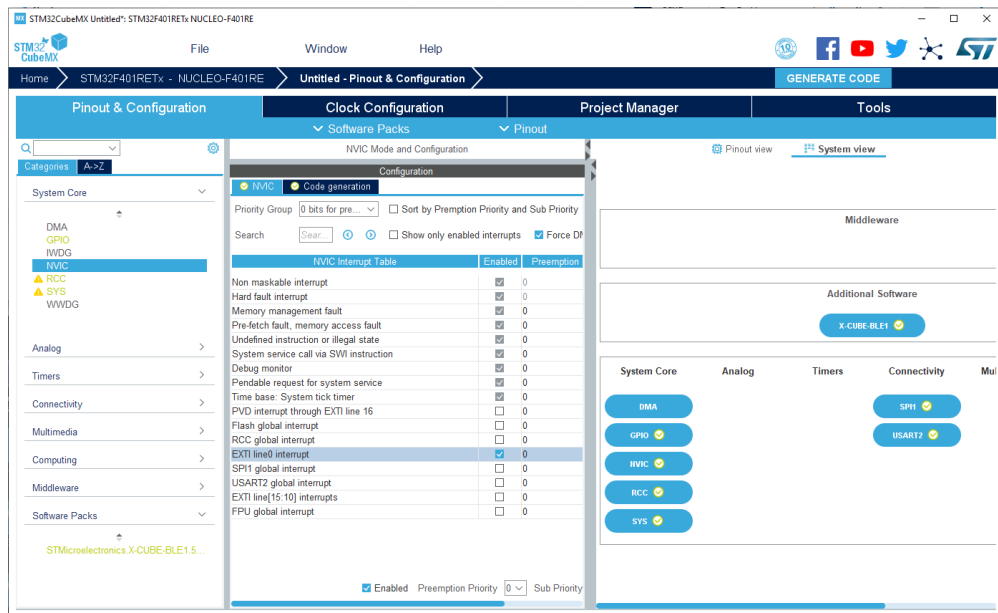 MX STM32CubeMX Untitled*: STM32F401RETx NUCLEO-F401RE
STM32 CubeMX File Window Help
Home STM32F401RETx - NUCLEO-F401RE Untitled - Pinout & Configuration GENERATE CODE
Pinout & Configuration Clock Configuration Project Manager Tools
Software Packs Pinout
NVIC Mode and Configuration
Pinout view System view
Categories A->Z
Configuration
NVIC Code generation
System Core
DMA
GPIO
IWDG
NVIC
RCC
SYS
WWDG
Analog
Timers
Connectivity
Multimedia
Computing
Middleware
Software Packs
STMicroelectronics.X-CUBE-BLE1.5...
Priority Group 0 bits for pre... Sort by Premption Priority and Sub Priority
Search Sear... Show only enabled interrupts Force DM
NVIC Interrupt Table Enabled Preemption
Non maskable interrupt 0
Hard fault interrupt 0
Memory management fault 0
Pre-fetch fault, memory access fault 0
Undefined instruction or illegal state 0
System service call via SWI instruction 0
Debug monitor 0
Pendable request for system service 0
Time base: System tick timer 0
PVD interrupt through EXTI line 16 0
Flash global interrupt 0
RCC global interrupt 0
EXTI line0 interrupt 0
SPI1 global interrupt 0
USART2 global interrupt 0
EXTI line[15:10] interrupts 0
FPU global interrupt 0
Enabled Preemption Priority 0 Sub Priority
Middleware
Additional Software
X-CUBE-BLE1
System Core Analog Timers Connectivity Mul
DMA SPI1
GPIO USART2
NVIC
RCC
SYS